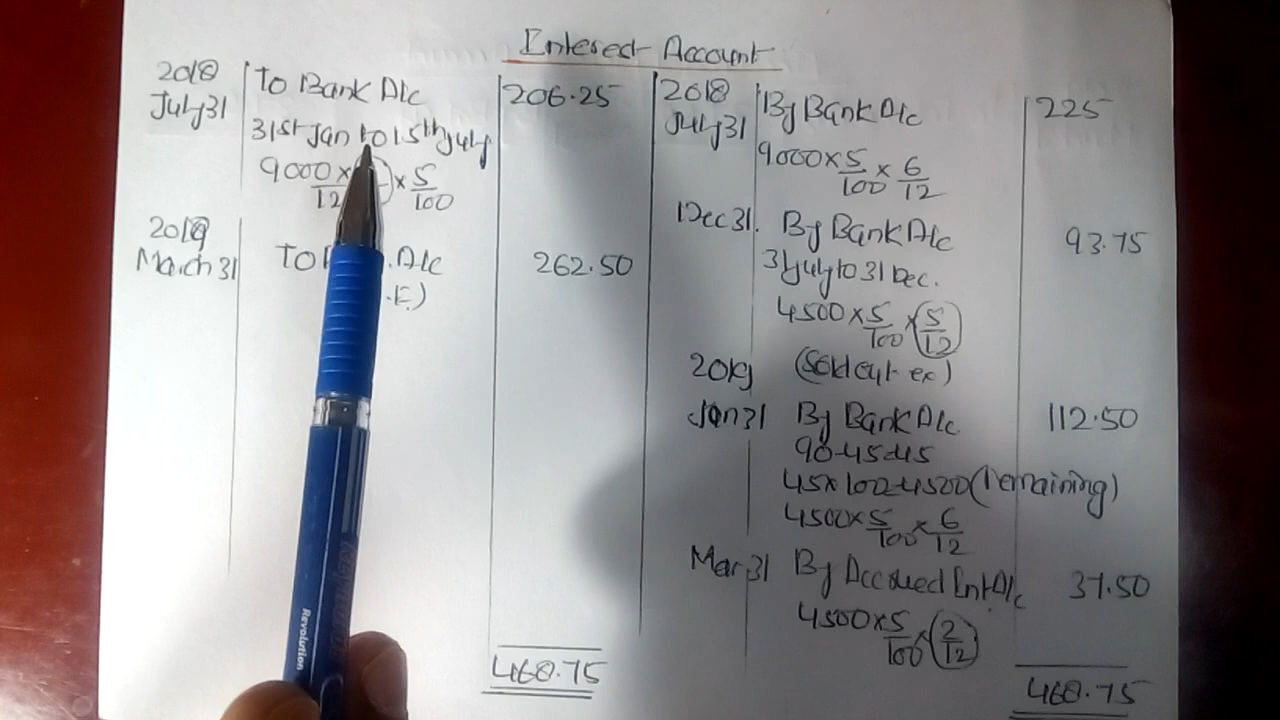 Interest Account
2018 To Bank A/c 206.25
July 31
31st Jan to 15th July
9000 × × 5/100
12
2019
March 31 To A/c 262.50
.E)
468.75
2018 By Bank A/c 225
July 31
9000 × 5/100 × 6/12
Dec 31. By Bank A/c 93.75
31 July to 31 Dec.
4500 × 5/100 × (5/12)
(Sold cut ex)
2019
Jan 31 By Bank A/c 112.50
90-45=45
45×100=4500 (remaining)
4500 × 5/100 × 6/12
Mar 31 By Accrued Int A/c 37.50
4500 × 5/100 × (2/12)
468.75
Revolution